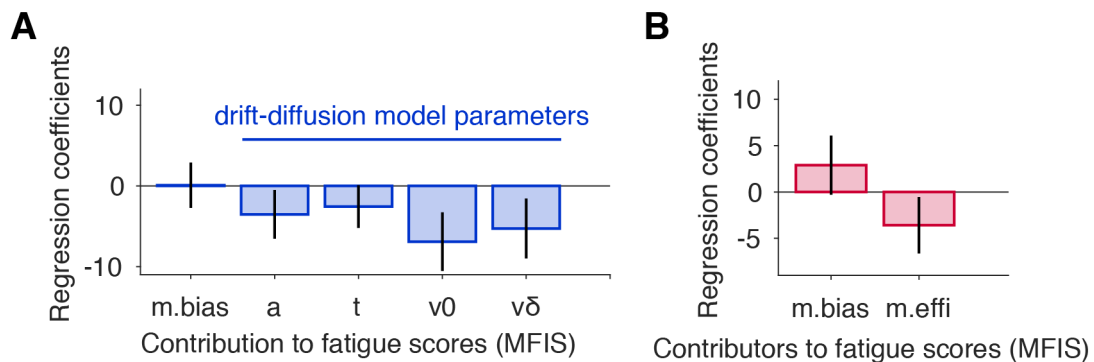 A
Regression coefficients
10
0
-10
drift-diffusion model parameters
m.bias a t v0 vδ
Contribution to fatigue scores (MFIS)
B
Regression coefficients
10
5
0
-5
m.bias m.effi
Contributors to fatigue scores (MFIS)